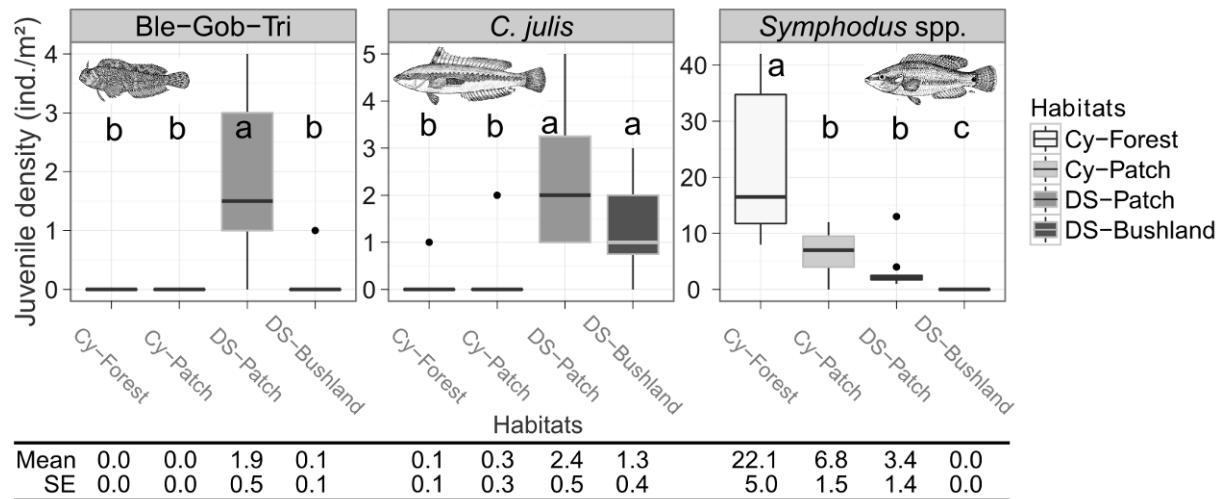 Ble−Gob−Tri
C. julis
Symphodus spp.
Juvenile density (ind./m²)
4
3
2
1
0
b
b
a
b
5
4
3
2
1
0
b
b
a
a
40
30
20
10
0
a
b
b
c
Habitats
Cy−Forest
Cy−Patch
DS−Patch
DS−Bushland
Cy−Forest
Cy−Patch
DS−Patch
DS−Bushland
Cy−Forest
Cy−Patch
DS−Patch
DS−Bushland
Cy−Forest
Cy−Patch
DS−Patch
DS−Bushland
Habitats
Mean 0.0 0.0 1.9 0.1 0.1 0.3 2.4 1.3 22.1 6.8 3.4 0.0
SE 0.0 0.0 0.5 0.1 0.1 0.3 0.5 0.4 5.0 1.5 1.4 0.0